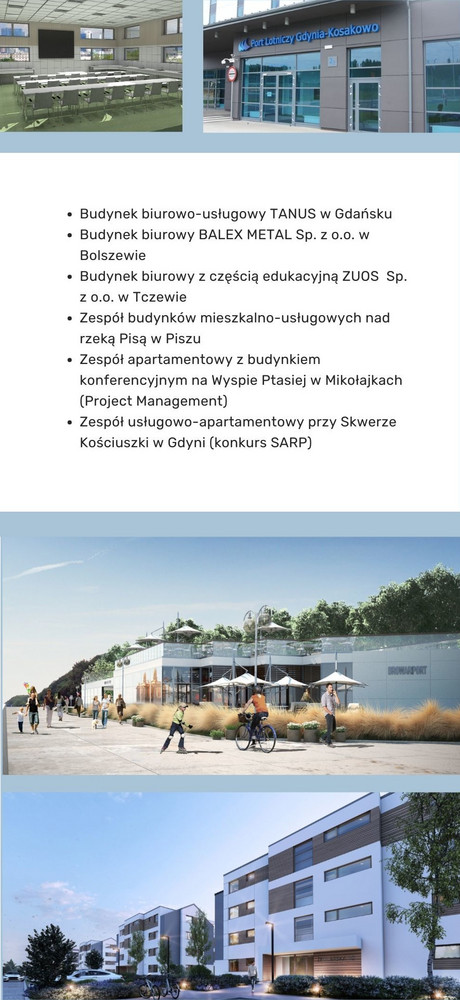 Port Lotniczy Gdynia-Kosakowo
Budynek biurowo-usługowy TANUS w Gdańsku
Budynek biurowy BALEX METAL Sp. z o.o. w
Bolszewie
Budynek biurowy z częścią edukacyjną ZUOS Sp.
z o.o. w Tczewie
Zespół budynków mieszkalno-usługowych nad
rzeką Pisą w Piszu
Zespół apartamentowy z budynkiem
konferencyjnym na Wyspie Ptasiej w Mikołajkach
(Project Management)
Zespół usługowo-apartamentowy przy Skwerze
Kościuszki w Gdyni (konkurs SARP)